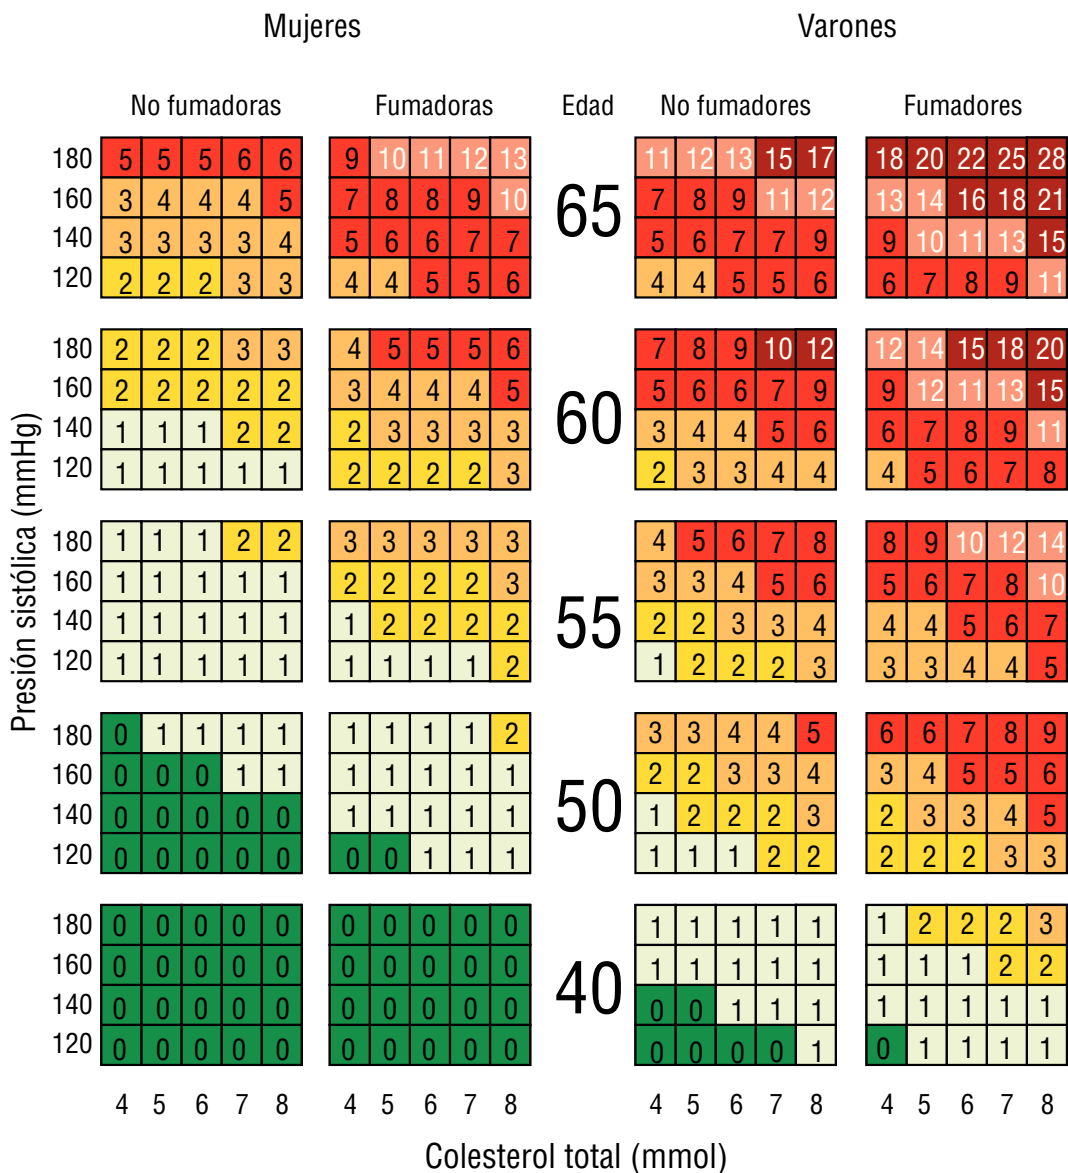 Mujeres Varones
No fumadoras Fumadoras Edad No fumadores Fumadores
Presión sistólica (mmHg)
180 5 5 5 6 6 9 10 11 12 13 11 12 13 15 17 18 20 22 25 28
160 3 4 4 4 5 7 8 8 9 10 7 8 9 11 12 13 14 16 18 21
65
140 3 3 3 3 4 5 6 6 7 7 5 6 7 7 9 9 10 11 13 15
120 2 2 2 3 3 4 4 5 5 6 4 4 5 5 6 6 7 8 9 11
180 2 2 2 3 3 4 5 5 5 6 7 8 9 10 12 12 14 15 18 20
160 2 2 2 2 2 3 4 4 4 5 5 6 6 7 9 9 12 11 13 15
60
140 1 1 1 2 2 2 3 3 3 3 3 4 4 5 6 6 7 8 9 11
120 1 1 1 1 1 2 2 2 2 3 2 3 3 4 4 4 5 6 7 8
180 1 1 1 2 2 3 3 3 3 3 4 5 6 7 8 8 9 10 12 14
160 1 1 1 1 1 2 2 2 2 3 3 3 4 5 6 5 6 7 8 10
55
140 1 1 1 1 1 1 2 2 2 2 2 2 3 3 4 4 4 5 6 7
120 1 1 1 1 1 1 1 1 1 2 1 2 2 2 3 3 3 4 4 5
180 0 1 1 1 1 1 1 1 1 2 3 3 4 4 5 6 6 7 8 9
160 0 0 0 1 1 1 1 1 1 1 2 2 3 3 4 3 4 5 5 6
50
140 0 0 0 0 0 1 1 1 1 1 1 2 2 2 3 2 3 3 4 5
120 0 0 0 0 0 0 0 1 1 1 1 1 1 2 2 2 2 2 3 3
180 0 0 0 0 0 0 0 0 0 0 1 1 1 1 1 1 2 2 2 3
160 0 0 0 0 0 0 0 0 0 0 1 1 1 1 1 1 1 1 2 2
40
140 0 0 0 0 0 0 0 0 0 0 0 0 1 1 1 1 1 1 1 1
120 0 0 0 0 0 0 0 0 0 0 0 0 0 0 1 0 1 1 1 1
4 5 6 7 8 4 5 6 7 8 4 5 6 7 8 4 5 6 7 8
Colesterol total (mmol)